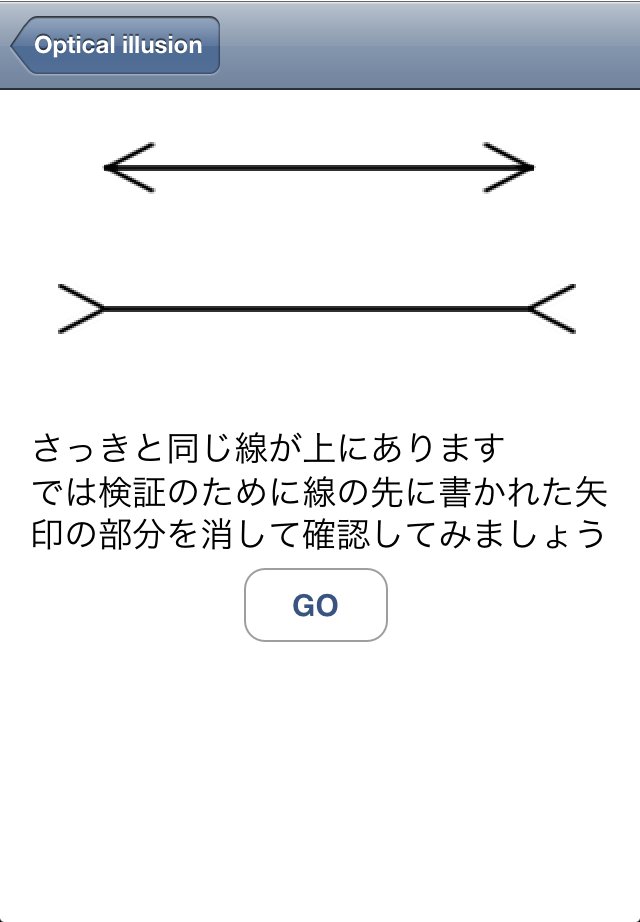 Optical illusion
さっきと同じ線が上にあります
では検証のために線の先に書かれた矢
印の部分を消して確認してみましょう
GO